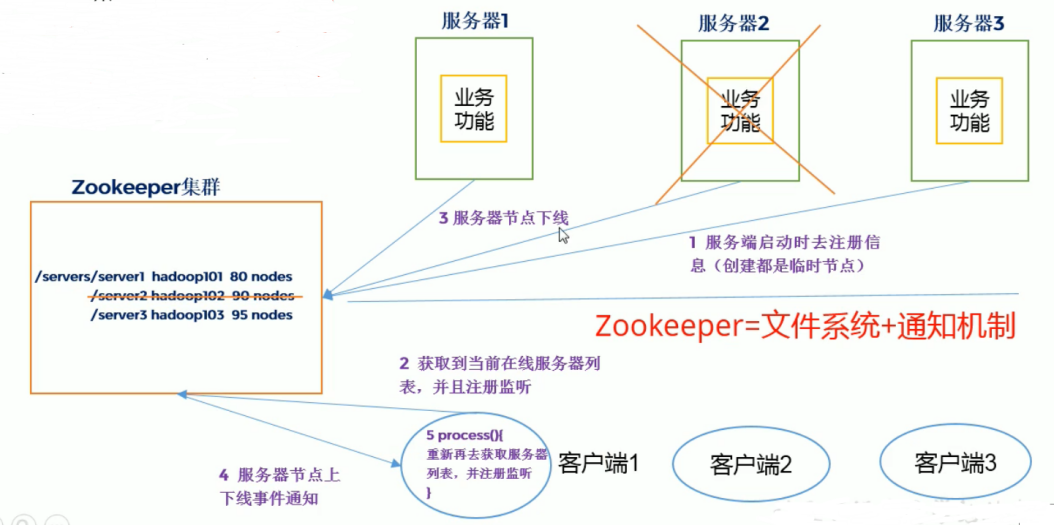 服务器1
服务器2
服务器3
业务
功能
业务
功能
业务
功能
Zookeeper集群
3 服务器节点下线
1 服务端启动时去注册信
息（创建都是临时节点）
/servers/server1 hadoop101 80 nodes
/server2 hadoop102 90 nodes
/server3 hadoop103 95 nodes
Zookeeper=文件系统+通知机制
2 获取到当前在线服务器列
表，并且注册监听
5 process(){
重新再去获取服务器
列表，并注册监听
}
客户端1
客户端2
客户端3
4 服务器节点上
下线事件通知